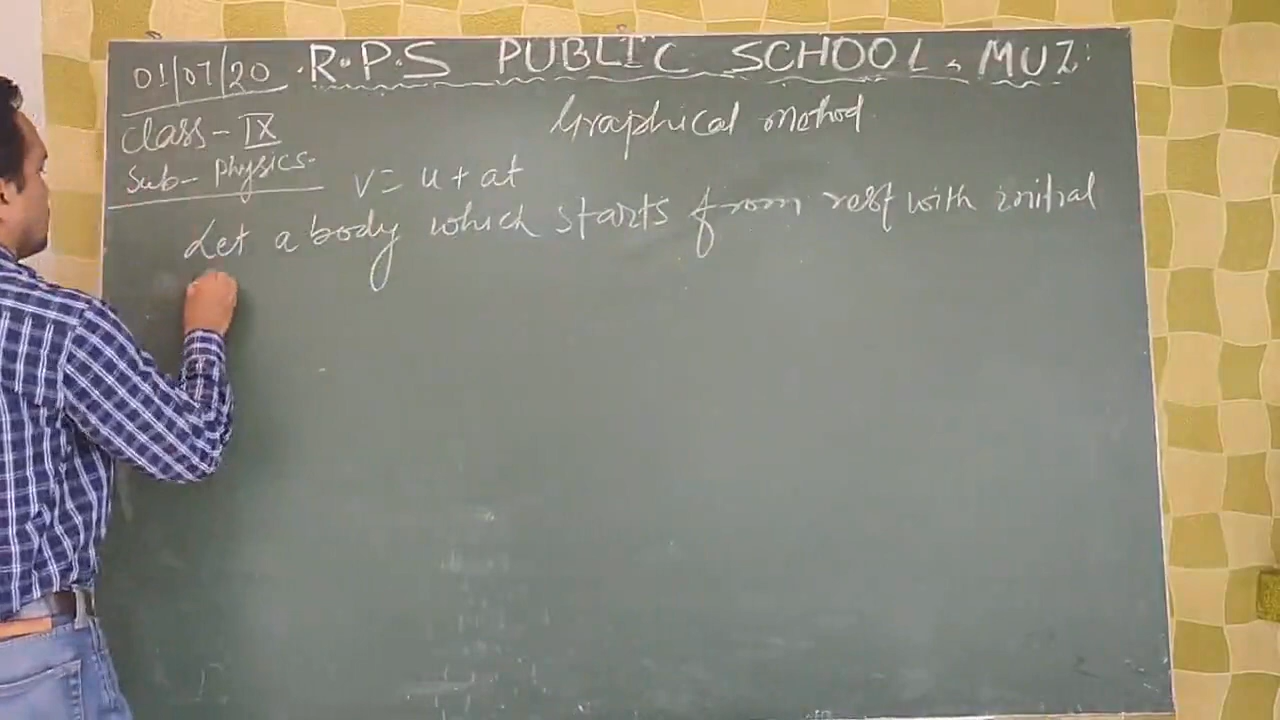 01/07/20 R.P.S PUBLIC SCHOOL, MUZ:
Class - IX
Graphical method
Sub- Physics-
v = u + at
Let a body which starts from rest with initial